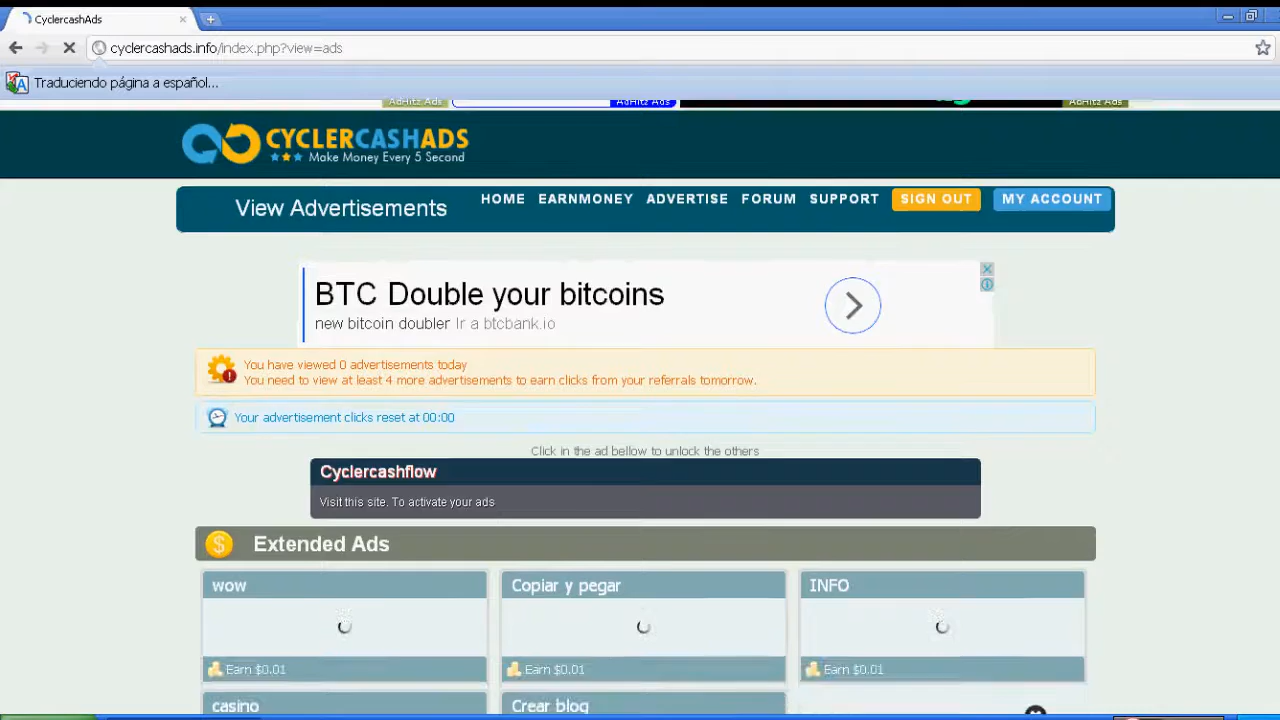 CyclercashAds
cyclercashads.info/index.php?view=ads
Traduciendo página a español...
AdHitz Ads AdHitz Ads AdHitz Ads
CYCLERCASHADS
Make Money Every 5 Second
View Advertisements
HOME EARNMONEY ADVERTISE FORUM SUPPORT SIGN OUT MY ACCOUNT
BTC Double your bitcoins
new bitcoin doubler Ir a btcbank.io
You have viewed 0 advertisements today
You need to view at least 4 more advertisements to earn clicks from your referrals tomorrow.
Your advertisement clicks reset at 00:00
Click in the ad bellow to unlock the others
Cyclercashflow
Visit this site. To activate your ads
Extended Ads
wow
Earn $0.01
Copiar y pegar
Earn $0.01
INFO
Earn $0.01
casino
Crear blog